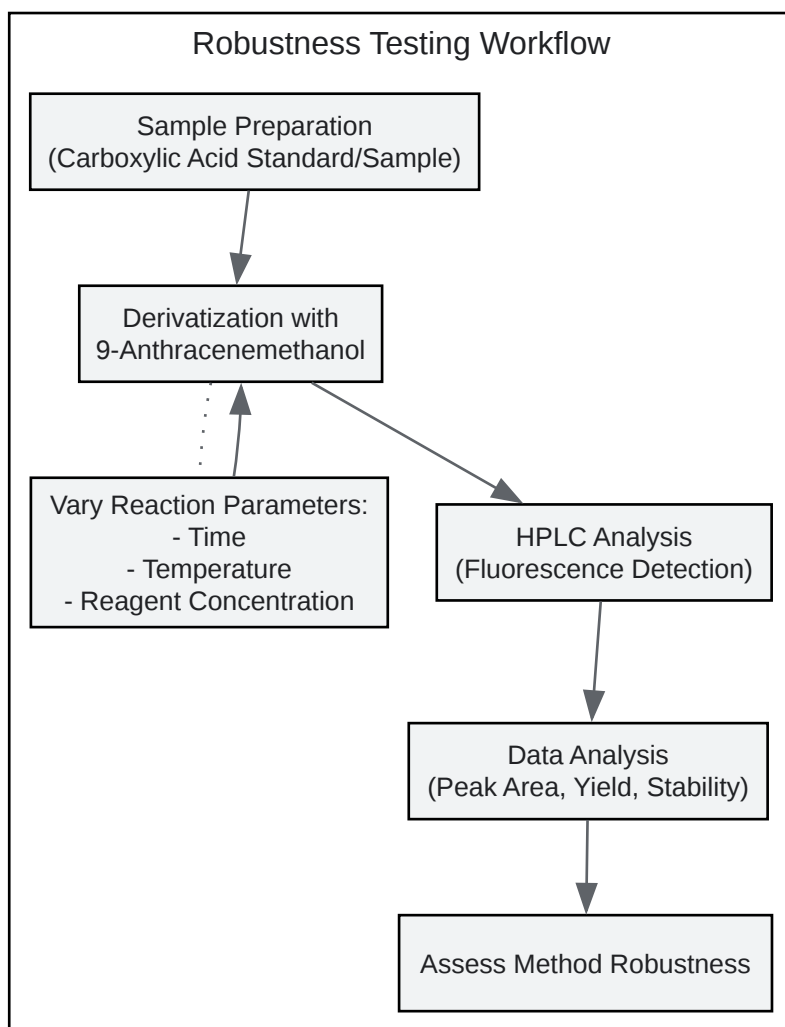 Robustness Testing Workflow
Sample Preparation
(Carboxylic Acid Standard/Sample)
Derivatization with
9-Anthracenemethanol
Vary Reaction Parameters:
- Time
- Temperature
- Reagent Concentration
HPLC Analysis
(Fluorescence Detection)
Data Analysis
(Peak Area, Yield, Stability)
Assess Method Robustness